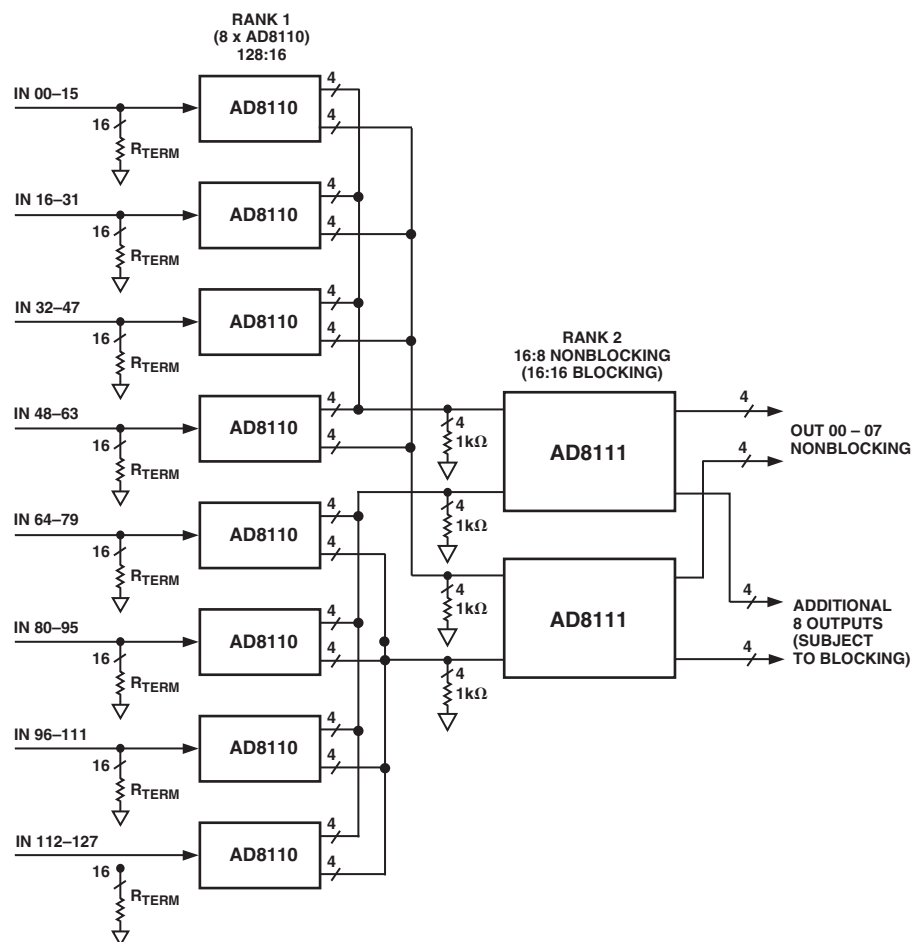 RANK 1
(8 x AD8110)
128:16
IN 00–15
16
RTERM
AD8110
4
4
IN 16–31
16
RTERM
AD8110
4
4
IN 32–47
16
RTERM
AD8110
4
4
IN 48–63
16
RTERM
AD8110
4
4
IN 64–79
16
RTERM
AD8110
4
4
IN 80–95
16
RTERM
AD8110
4
4
IN 96–111
16
RTERM
AD8110
4
4
IN 112–127
16
RTERM
AD8110
4
4
RANK 2
16:8 NONBLOCKING
(16:16 BLOCKING)
4
1kΩ
4
1kΩ
AD8111
4
1kΩ
4
1kΩ
AD8111
4
4
OUT 00 – 07
NONBLOCKING
4
4
ADDITIONAL
8 OUTPUTS
(SUBJECT
TO BLOCKING)